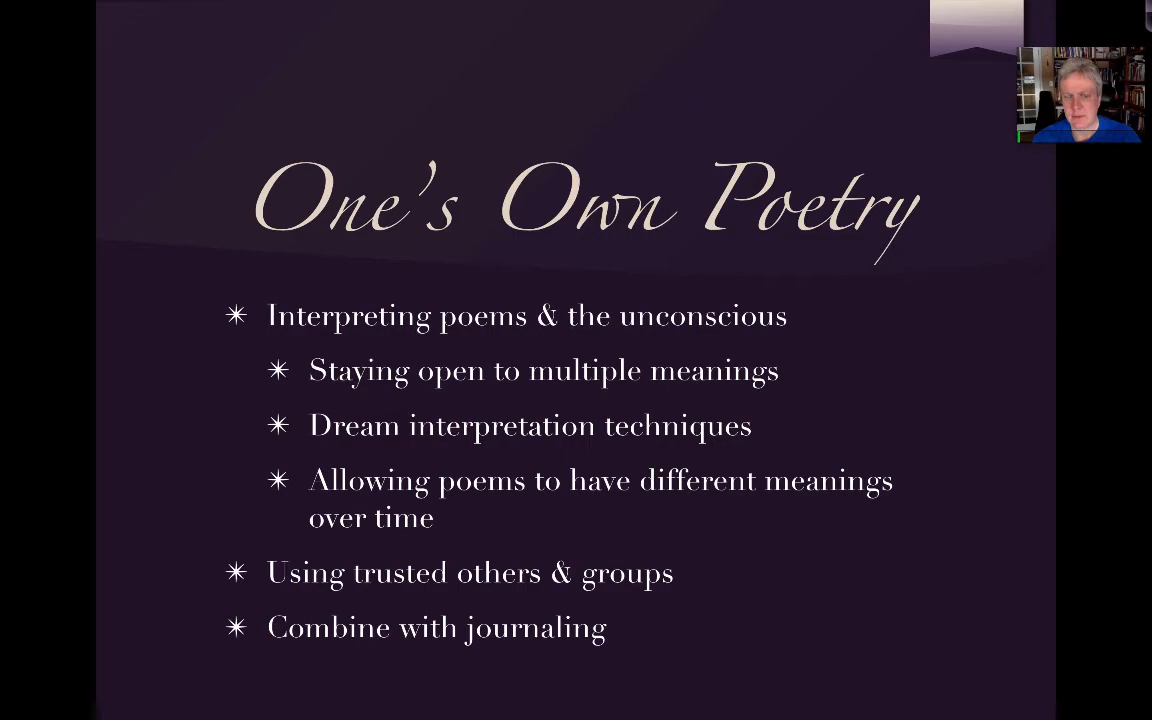 One's Own Poetry
Interpreting poems & the unconscious
Staying open to multiple meanings
Dream interpretation techniques
Allowing poems to have different meanings
over time
Using trusted others & groups
Combine with journaling